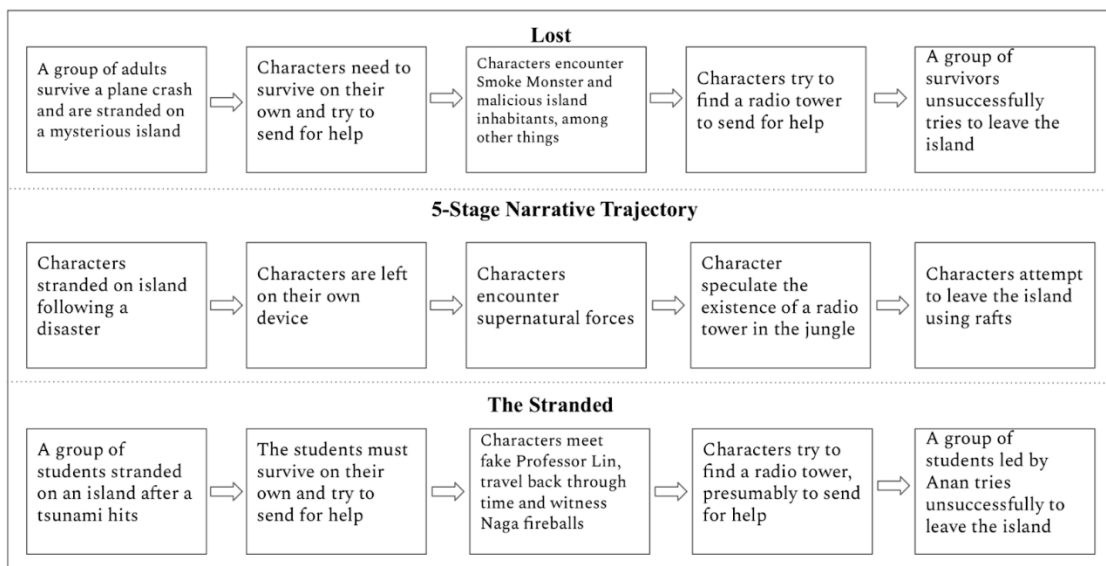 Lost
A group of adults
survive a plane crash
and are stranded on
a mysterious island
Characters need to
survive on their
own and try to
send for help
Characters encounter
Smoke Monster and
malicious island
inhabitants, among
other things
Characters try to
find a radio tower
to send for help
A group of
survivors
unsuccessfully
tries to leave the
island
5-Stage Narrative Trajectory
Characters
stranded on island
following a
disaster
Characters are left
on their own
device
Characters
encounter
supernatural forces
Character
speculate the
existence of a radio
tower in the jungle
Characters attempt
to leave the island
using rafts
The Stranded
A group of
students stranded
on an island after a
tsunami hits
The students must
survive on their
own and try to
send for help
Characters meet
fake Professor Lin,
travel back through
time and witness
Naga fireballs
Characters try to
find a radio tower,
presumably to send
for help
A group of
students led by
Anan tries
unsuccessfully to
leave the island